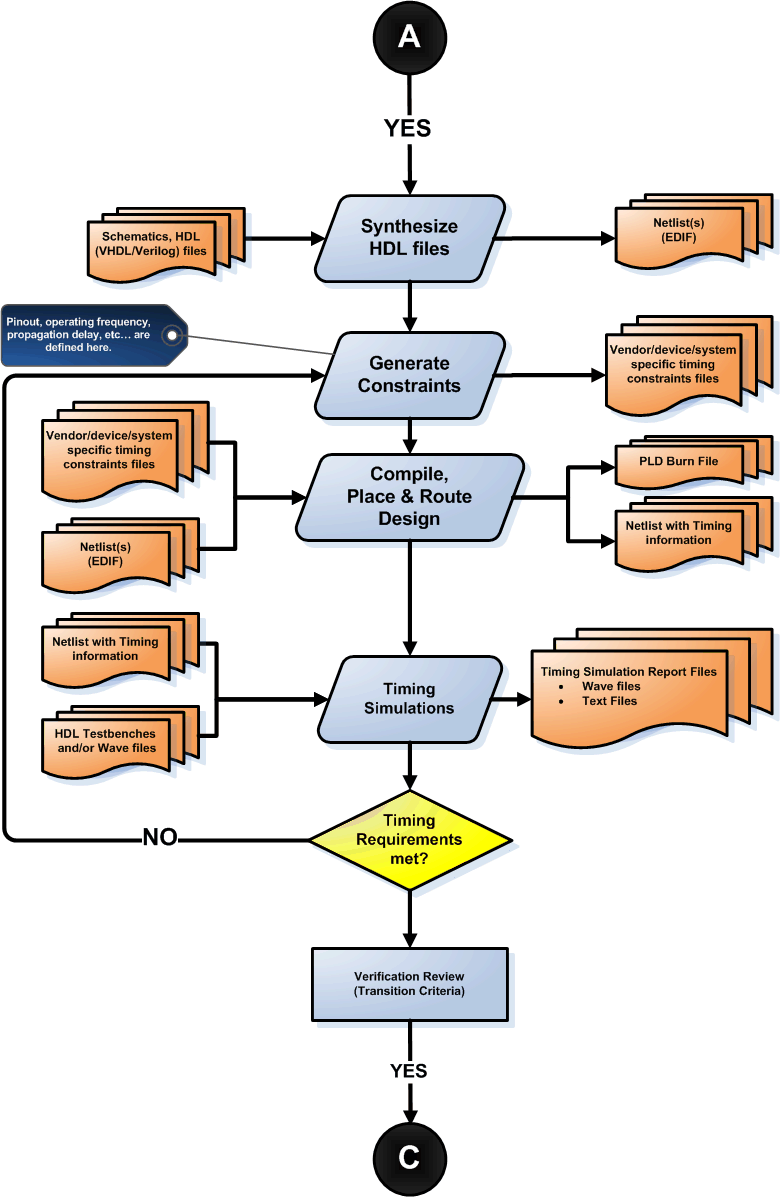 A
YES
Schematics, HDL
(VHDL/Verilog) files
Synthesize
HDL files
Netlist(s)
(EDIF)
Pinout, operating frequency,
propagation delay, etc... are
defined here.
Generate
Constraints
Vendor/device/system
specific timing
constraints files
Vendor/device/system
specific timing
constraints files
Netlist(s)
(EDIF)
Compile,
Place & Route
Design
PLD Burn File
Netlist with Timing
information
Netlist with Timing
information
HDL Testbenches
and/or Wave files
Timing
Simulations
Timing Simulation Report Files
• Wave files
• Text Files
Timing
Requirements
met?
NO
Verification Review
(Transition Criteria)
YES
C